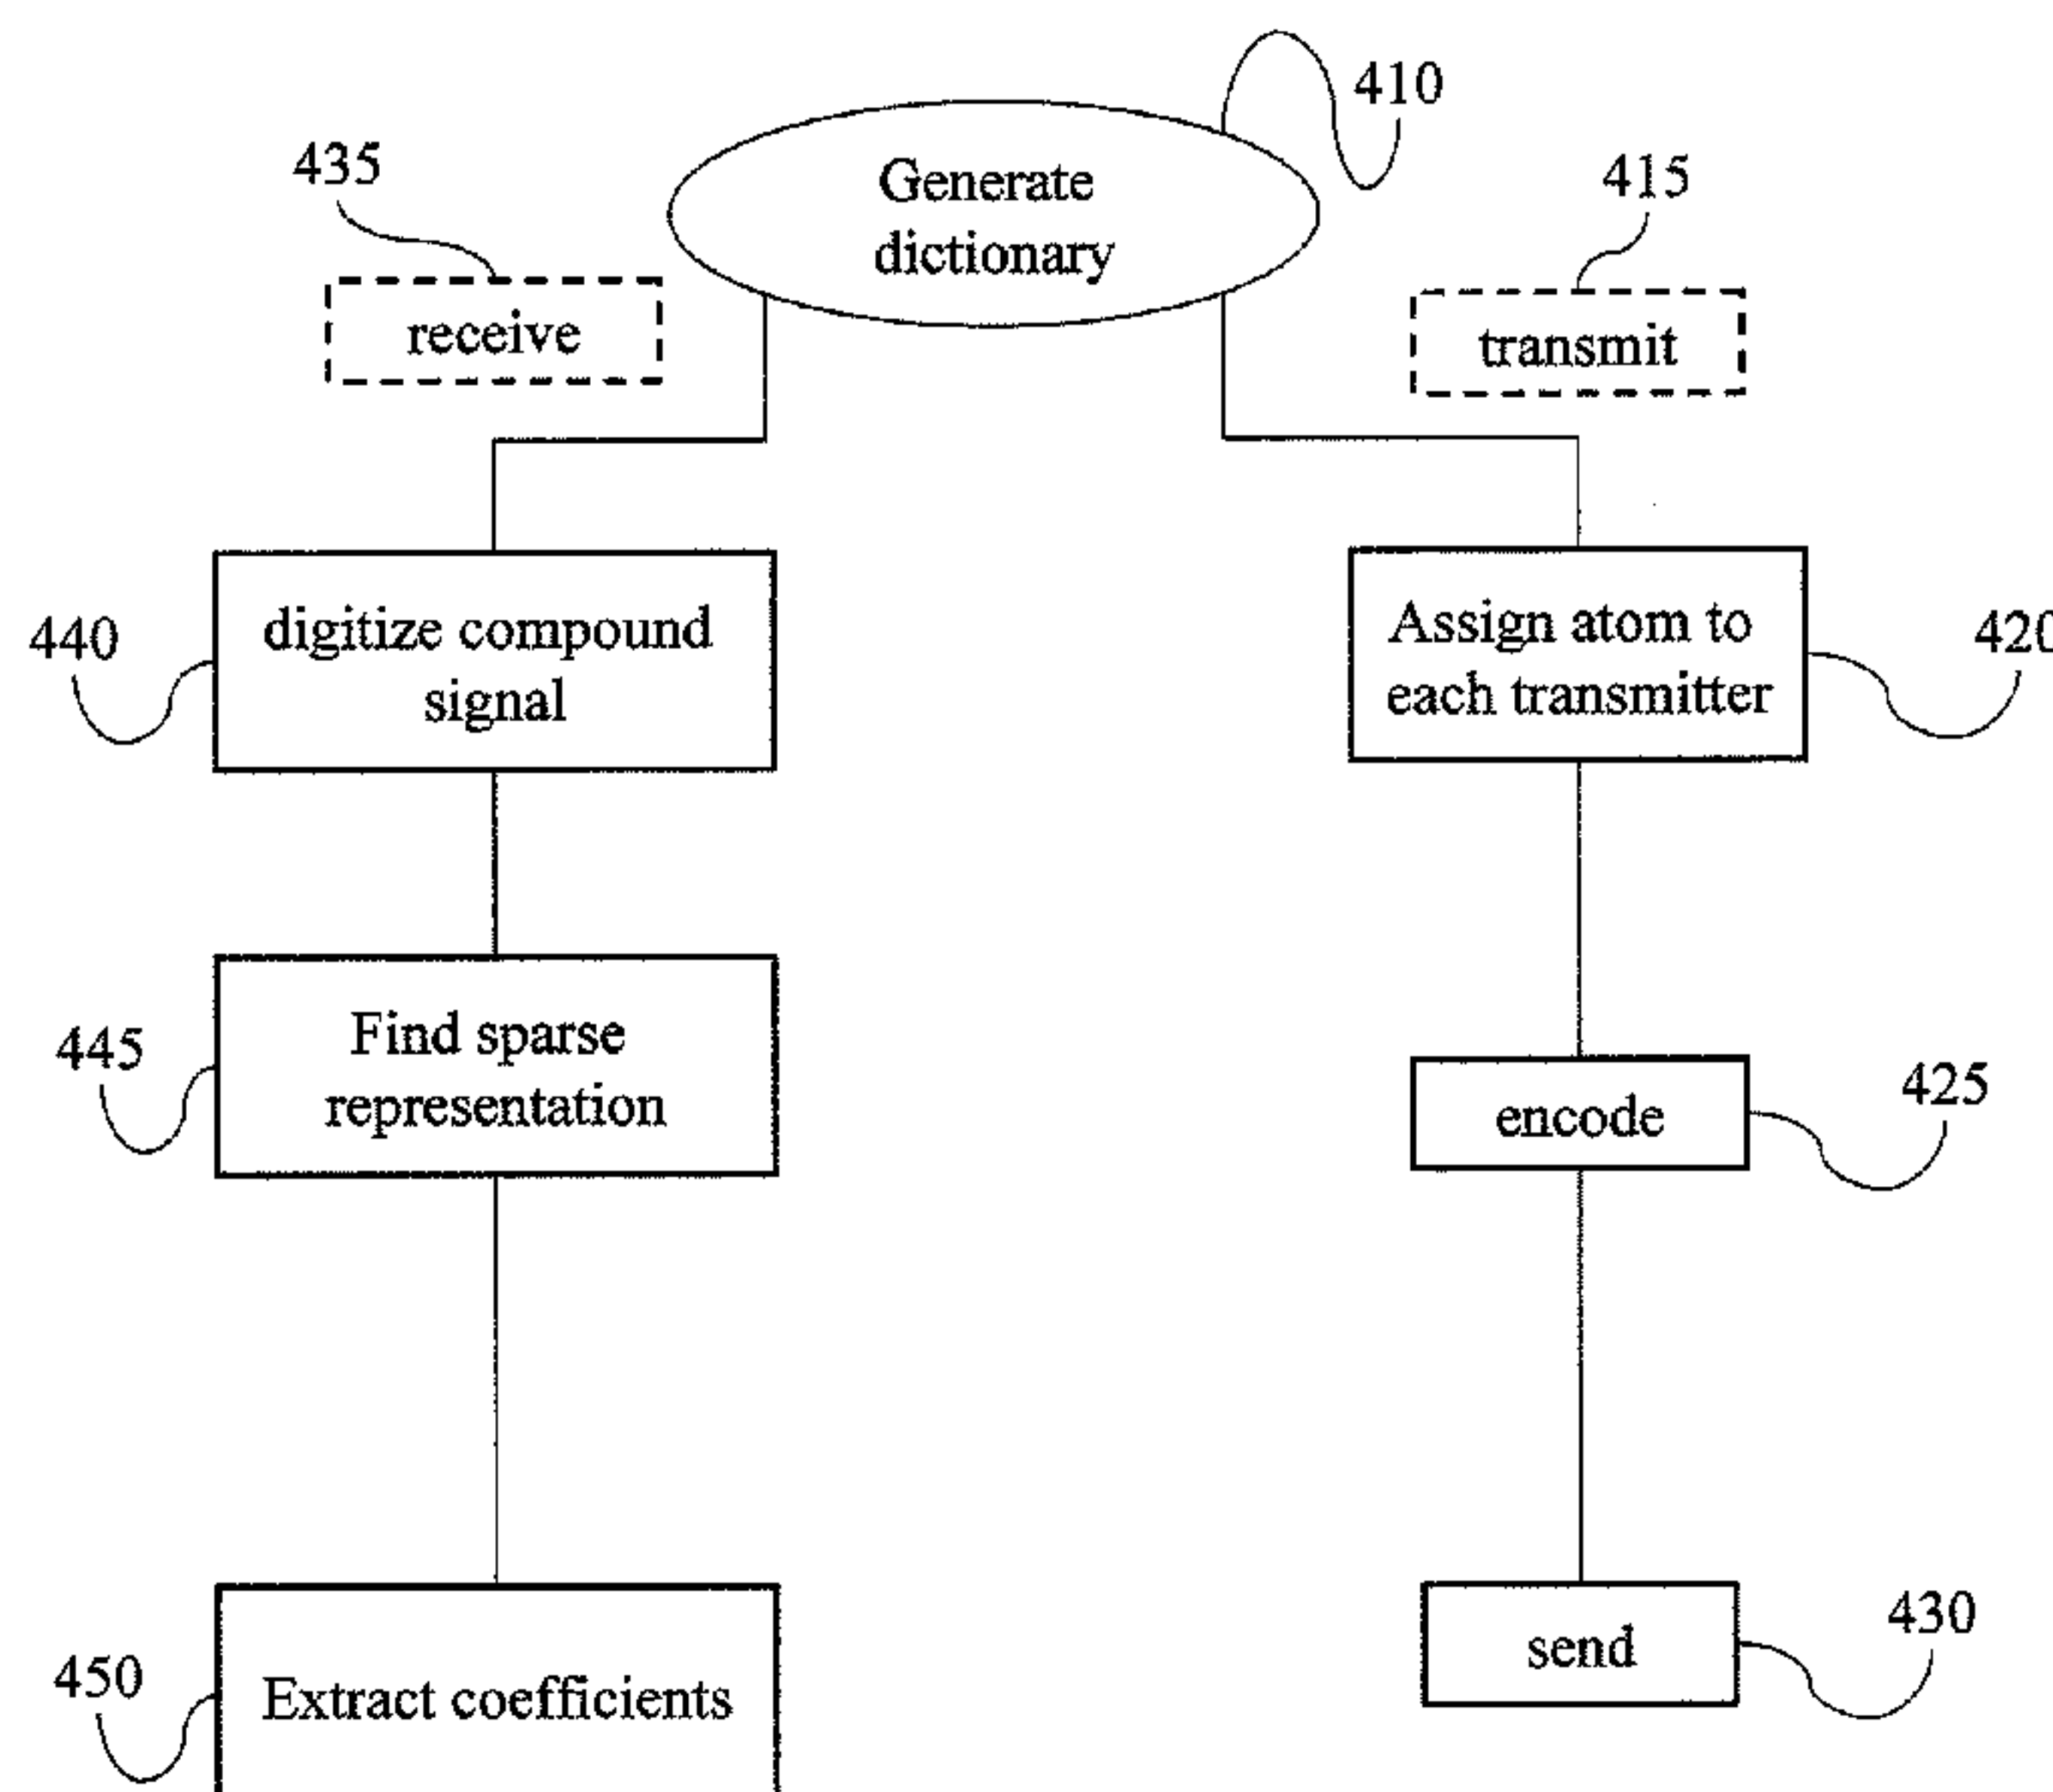 410
Generate
dictionary
435
415
receive
transmit
digitize compound
signal
440
Assign atom to
each transmitter
420
Find sparse
representation
445
encode
425
send
430
Extract coefficients
450